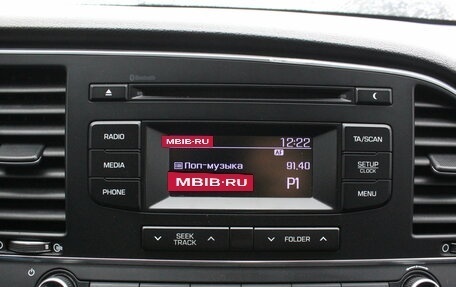 Bluetooth
RADIO
MEDIA
PHONE
MBIB·RU
12:22
AF
Поп-музыка
91.40
MBIB·RU
P1
TA/SCAN
SETUP
CLOCK
MENU
SEEK
TRACK
FOLDER